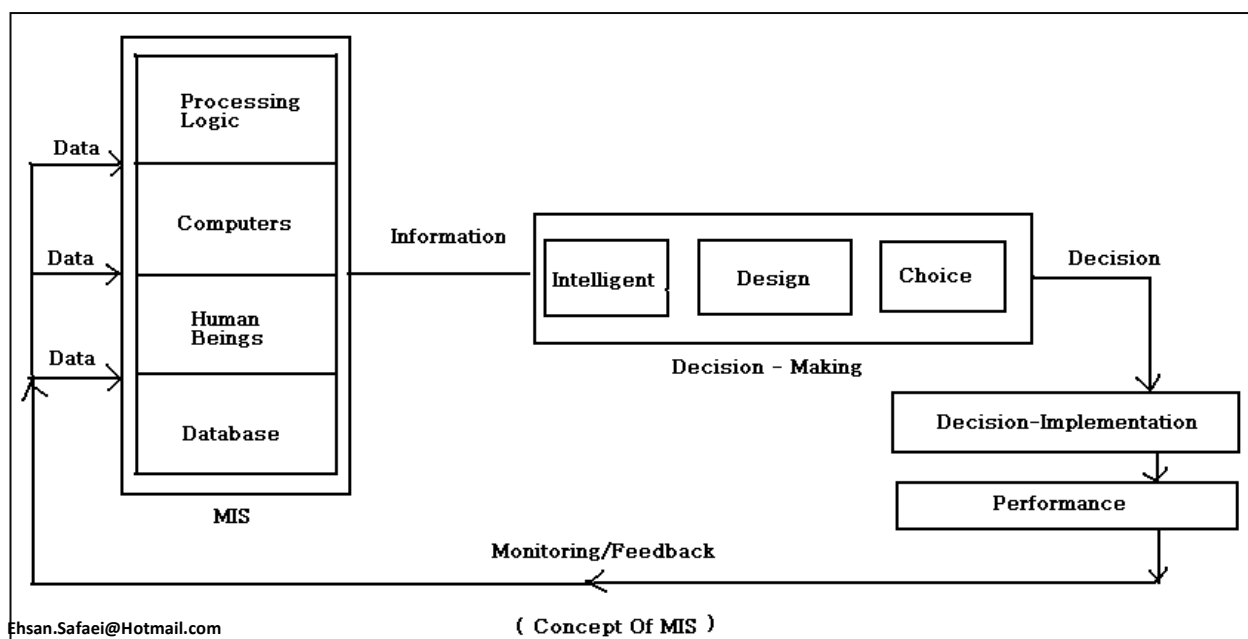 Processing
Logic
Data
Computers
Information
Data
Intelligent
Design
Choice
Decision
Human
Beings
Data
Decision - Making
Database
Decision-Implementation
MIS
Performance
Monitoring/Feedback
Ehsan.Safaei@Hotmail.com
( Concept Of MIS )